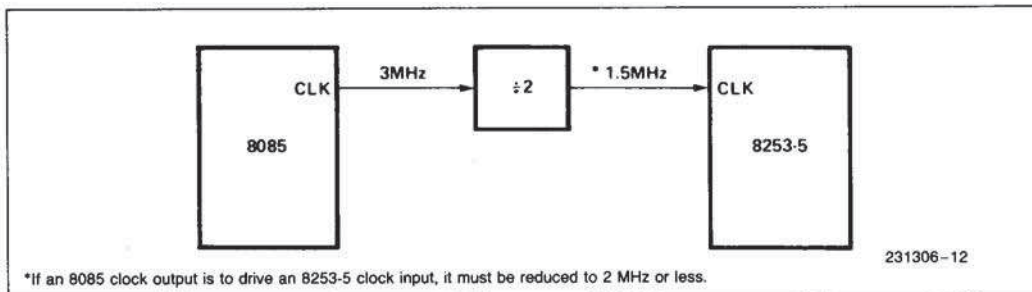 3MHz
÷2
* 1.5MHz
CLK
CLK
8085
8253-5
231306-12
*If an 8085 clock output is to drive an 8253-5 clock input, it must be reduced to 2 MHz or less.